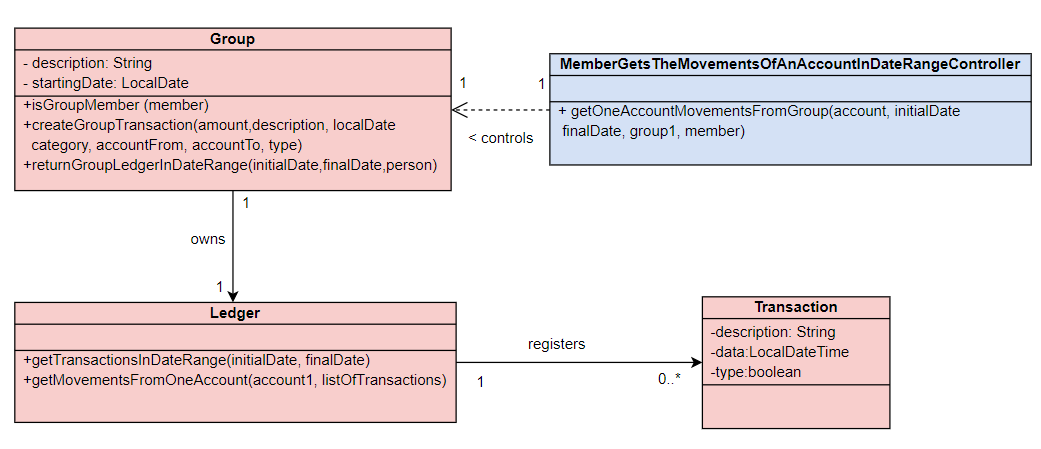 Group
- description: String
- startingDate: LocalDate
+isGroupMember (member)
+createGroupTransaction(amount,description, localDate
category, accountFrom, accountTo, type)
+returnGroupLedgerInDateRange(initialDate,finalDate,person)
1
1
< controls
MemberGetsTheMovementsOfAnAccountInDateRangeController
+ getOneAccountMovementsFromGroup(account, initialDate
finalDate, group1, member)
1
owns
1
Ledger
+getTransactionsInDateRange(initialDate, finalDate)
+getMovementsFromOneAccount(account1, listOfTransactions)
registers
1
0..*
Transaction
-description: String
-data:LocalDateTime
-type:boolean